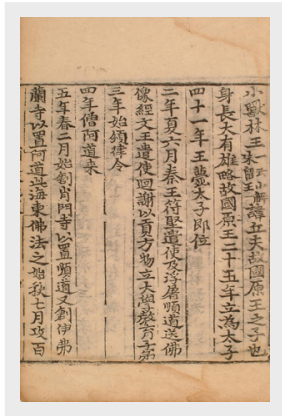 小獸林王一云小解朱留王諱丘夫故國原王之子也
身長大有雄略故國原王二十五年立為太子
四十一年王薨太子即位
二年夏六月秦王符堅遣使及浮屠順道送佛
像經文王遣使迴謝以貢方物立大學敎育子弟
三年始頒律令
四年僧阿道来
五年春二月始創肖門寺以置順道又創伊弗
蘭寺以置阿道此海東佛法之始秋七月攻百